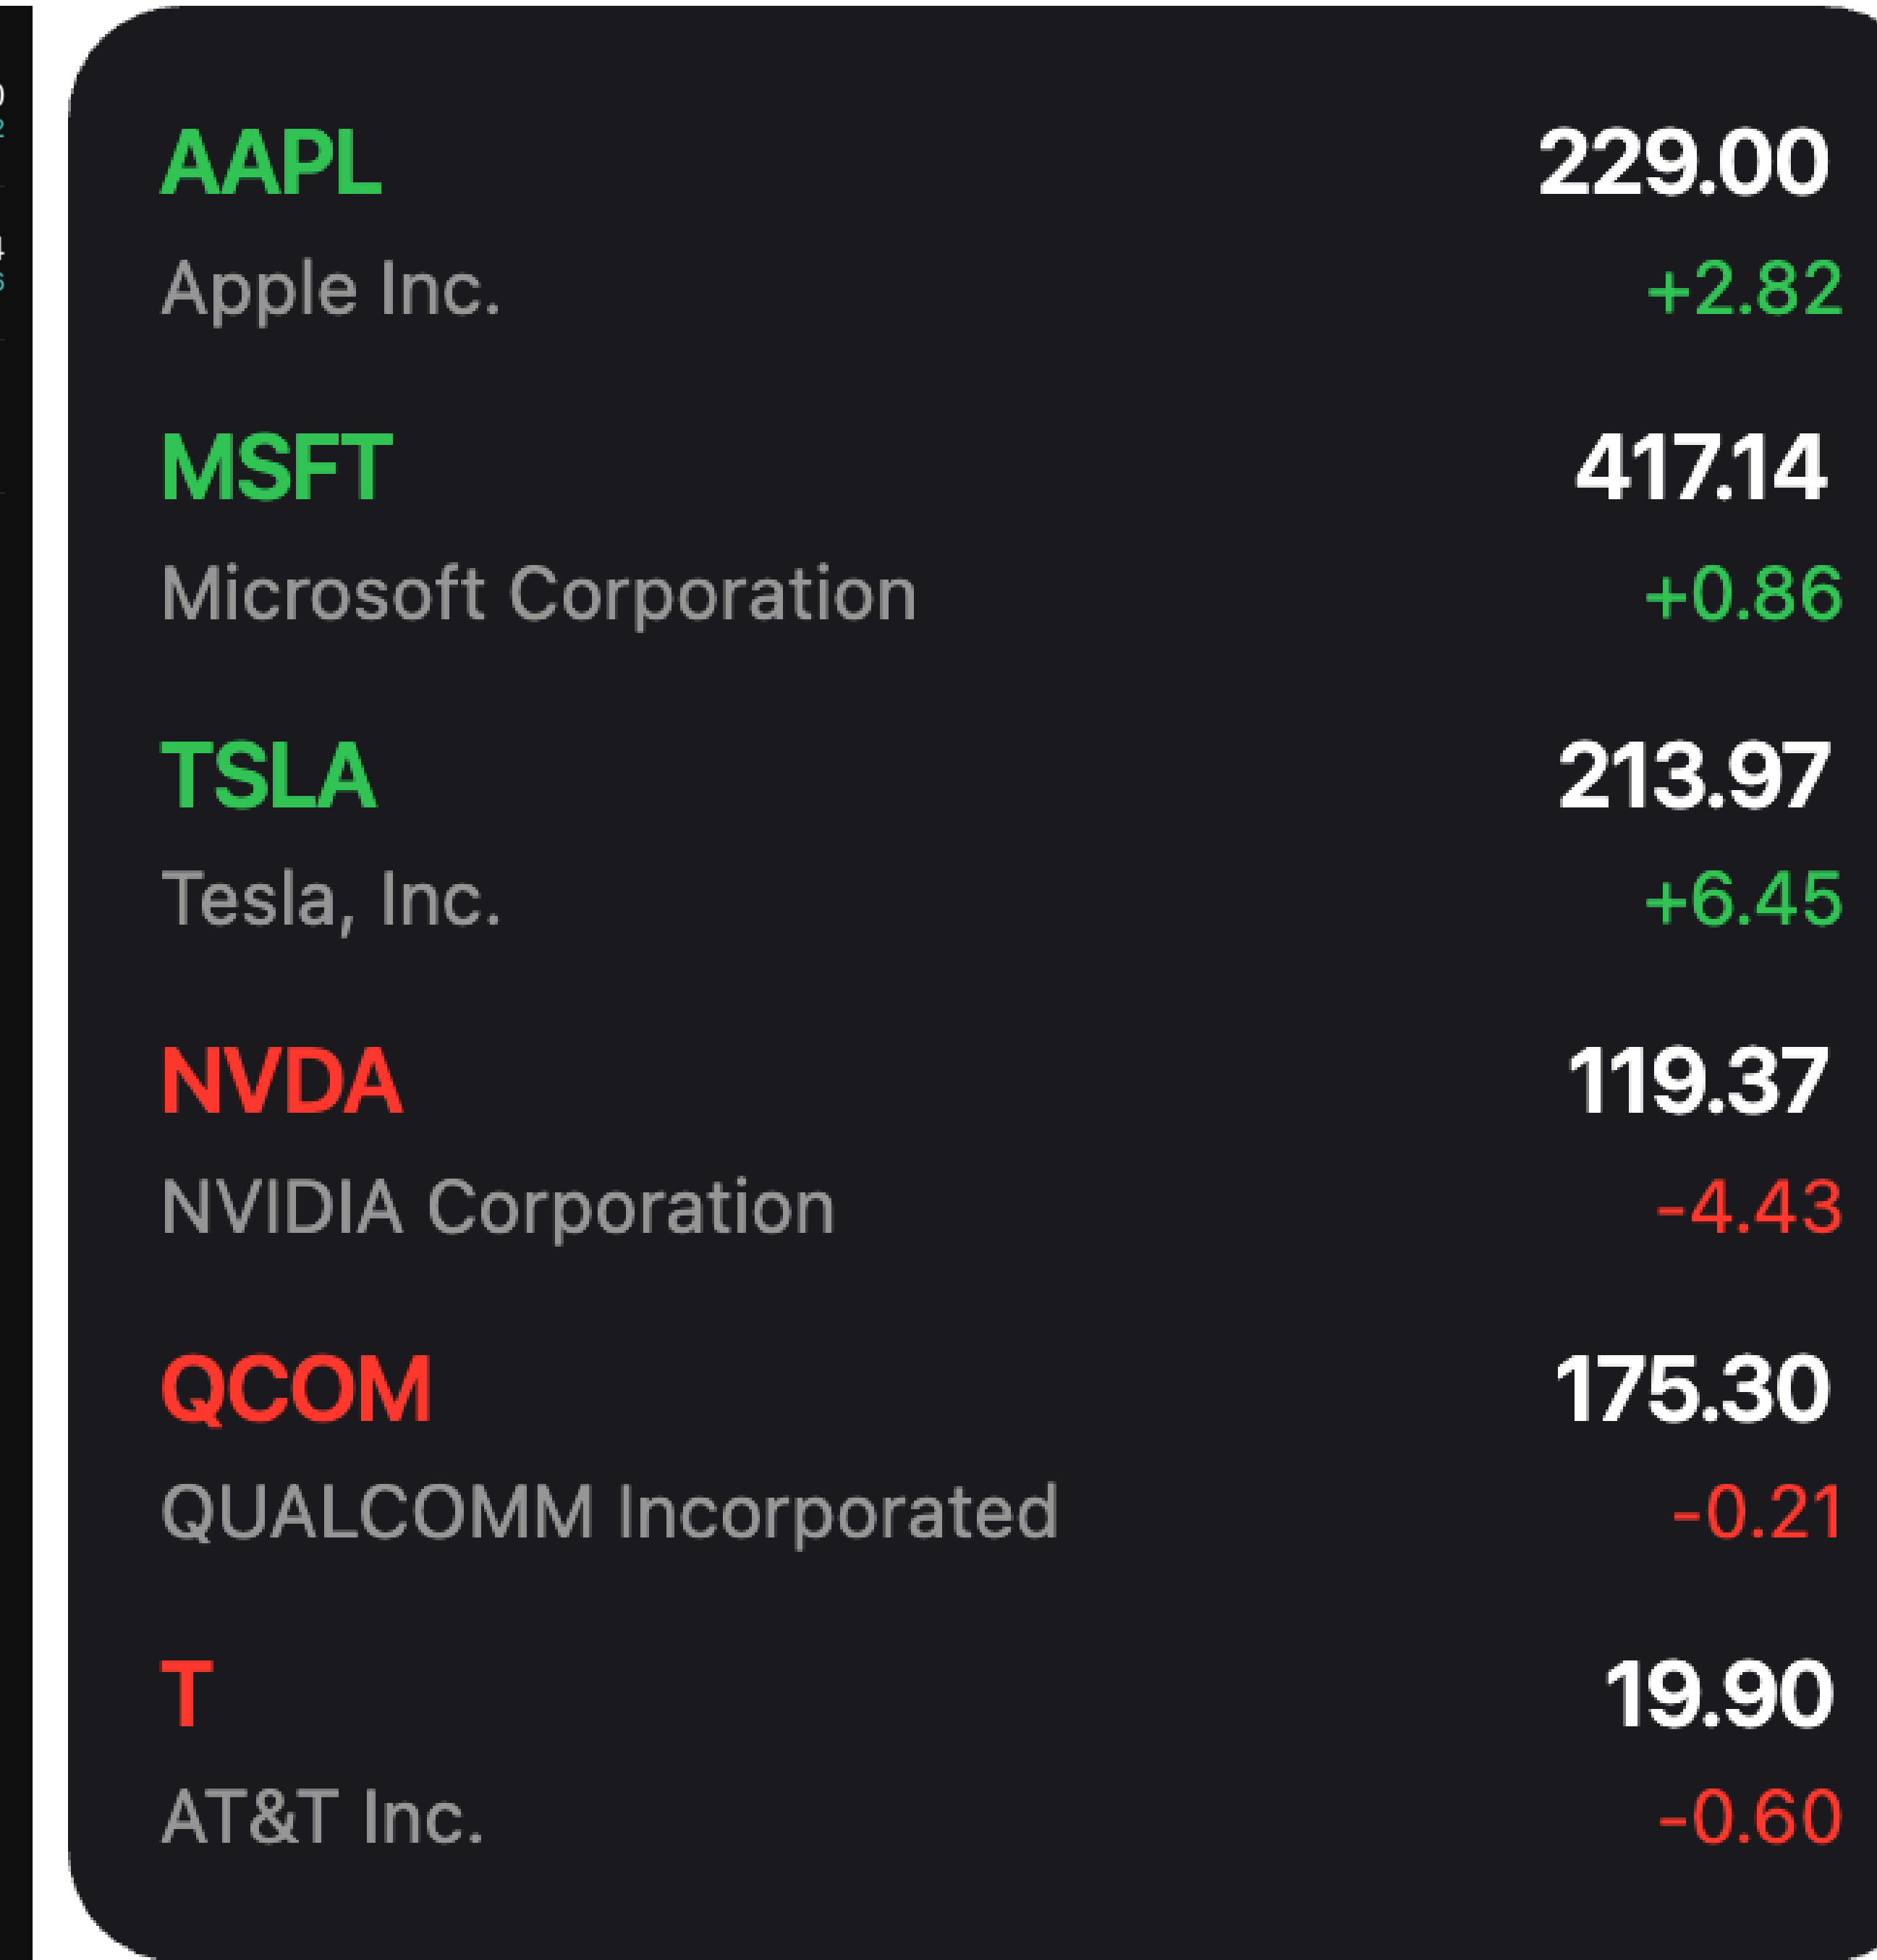 AAPL 229.00
Apple Inc. +2.82
MSFT 417.14
Microsoft Corporation +0.86
TSLA 213.97
Tesla, Inc. +6.45
NVDA 119.37
NVIDIA Corporation -4.43
QCOM 175.30
QUALCOMM Incorporated -0.21
T 19.90
AT&T Inc. -0.60